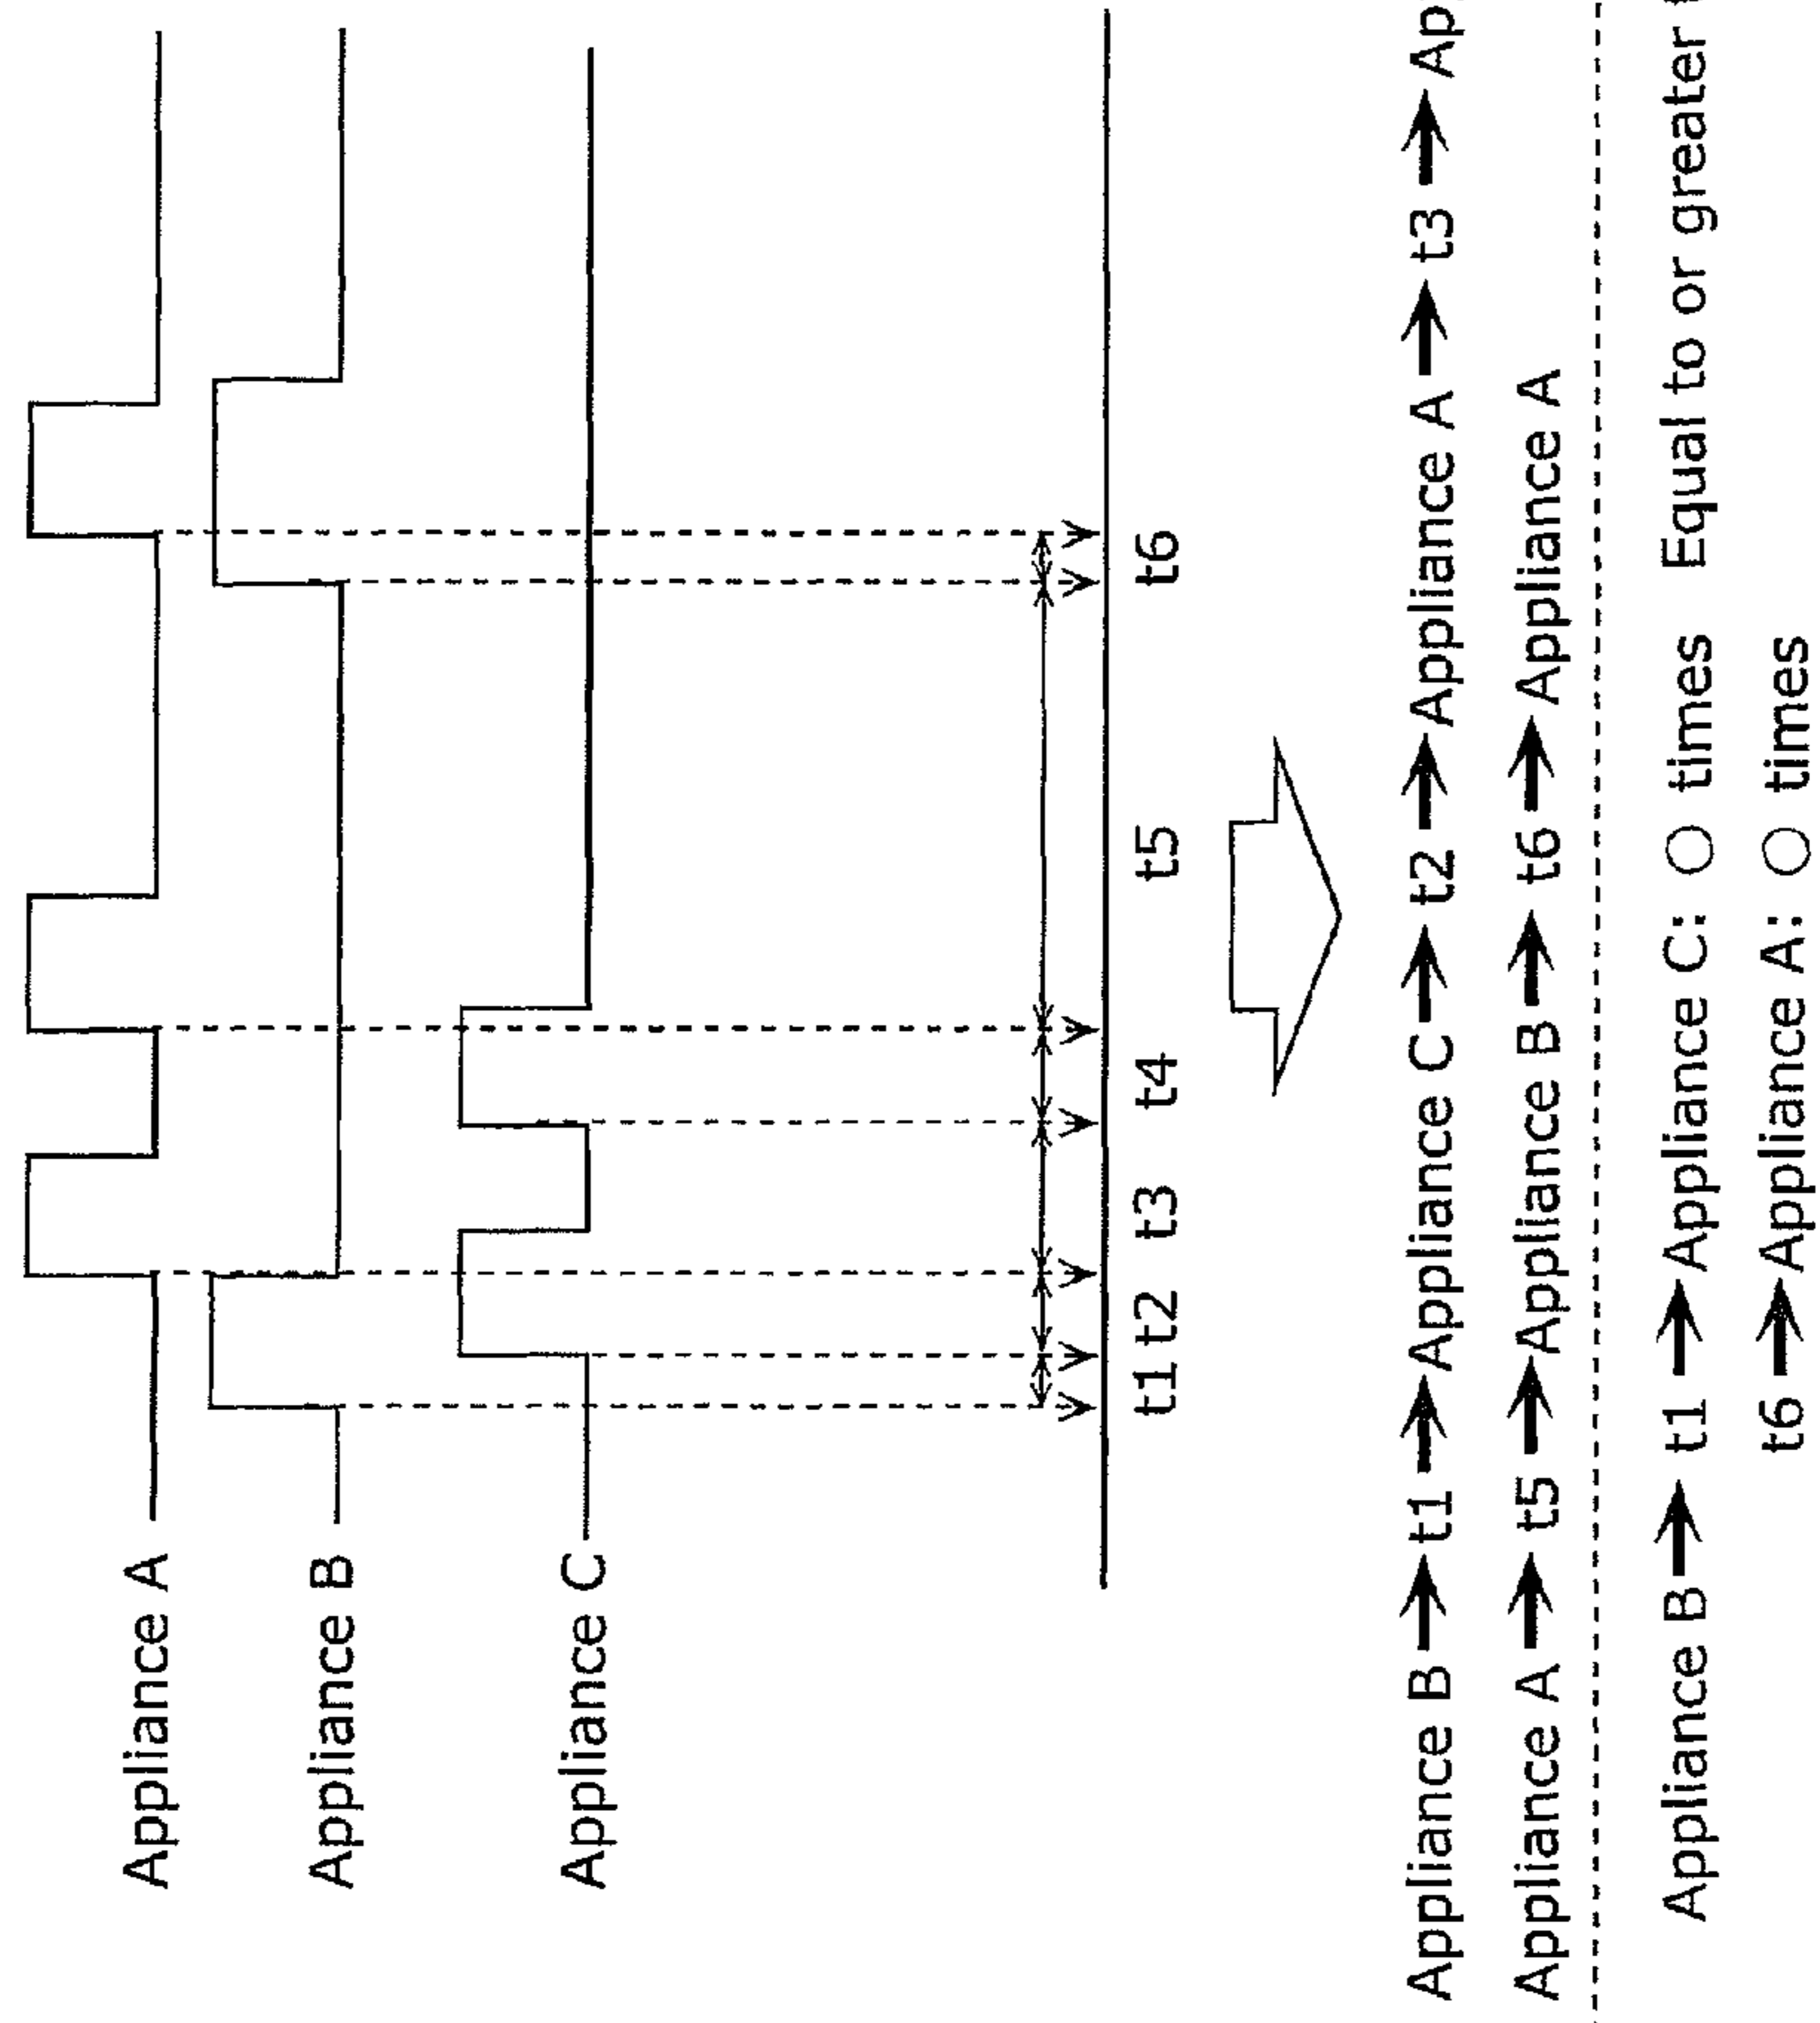 Appliance A
Appliance B
Appliance C
t1 t2 t3 t4 t5 t6
Appliance B → t1 → Appliance C → t2 → Appliance A → t3 →
Appliance A → t5 → Appliance B → t6 → Appliance A
Appliance B → t1 → Appliance C: ○ times Equal to or greater
t6 → Appliance A: ○ times